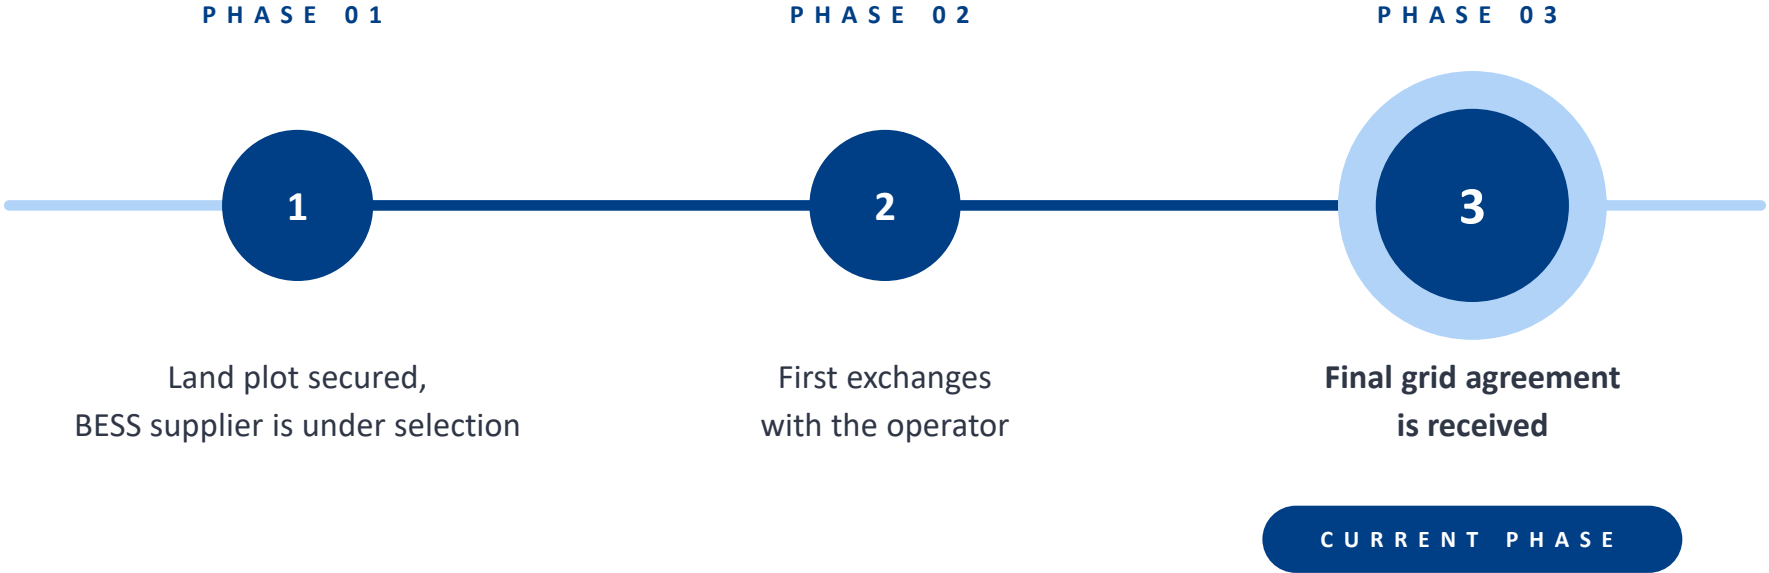 PHASE 01
PHASE 02
PHASE 03
1
2
3
Land plot secured,
BESS supplier is under selection
First exchanges
with the operator
Final grid agreement
is received
CURRENT PHASE